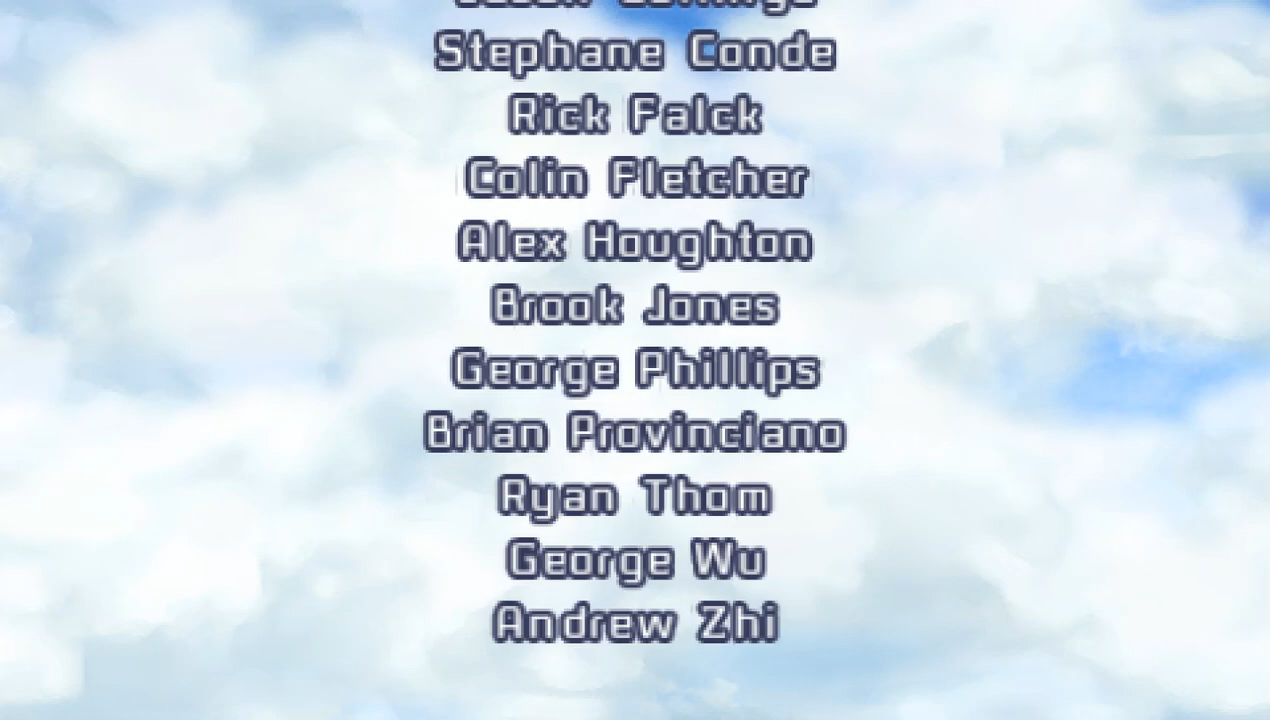 Stephane Conde
Rick Falck
Colin Fletcher
Alex Houghton
Brook Jones
George Phillips
Brian Provinciano
Ryan Thom
George Wu
Andrew Zhi